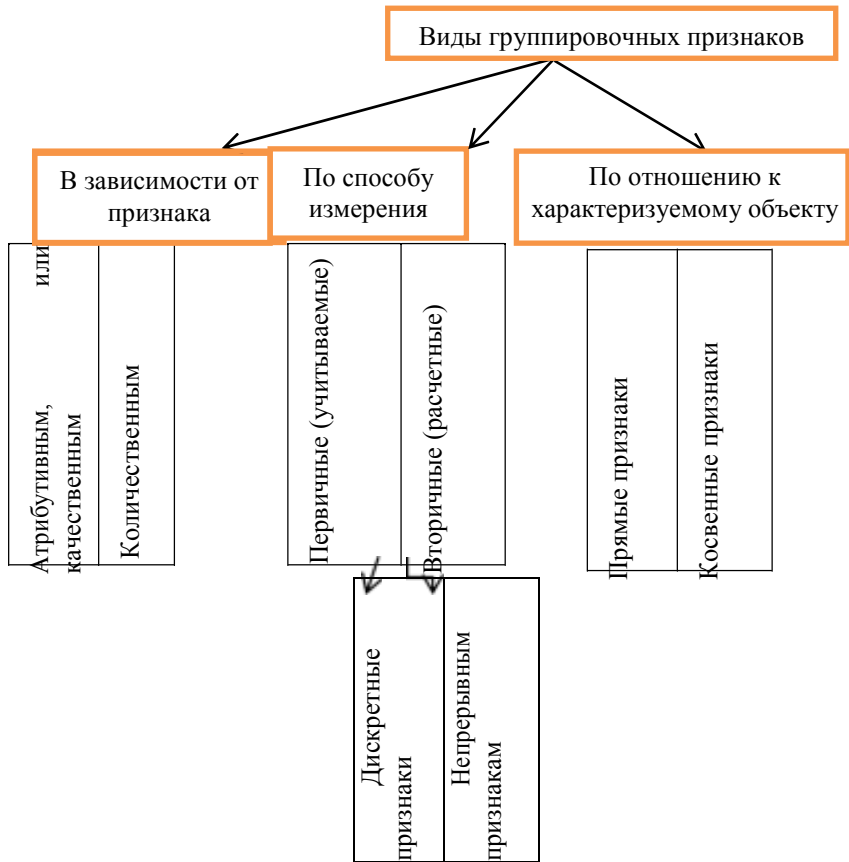 Виды группировочных признаков
В зависимости от
признака
По способу
измерения
По отношению к
характеризуемому объекту
Атрибутивным, или
качественным
Количественным
Первичные (учитываемые)
Вторичные (расчетные)
Прямые признаки
Косвенные признаки
Дискретные
признаки
Непрерывным
признакам